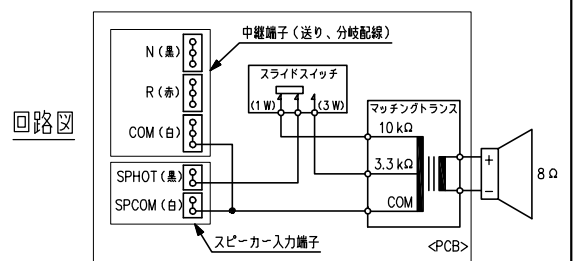 回路図
中継端子(送り、分岐配線)
N(黒)
R(赤)
COM(白)
SPHOT(黒)
SPCOM(白)
スピーカー入力端子
スライドスイッチ
(1W)
(3W)
マッチングトランス
10kΩ
3.3kΩ
COM
+
−
8Ω
<PCB>